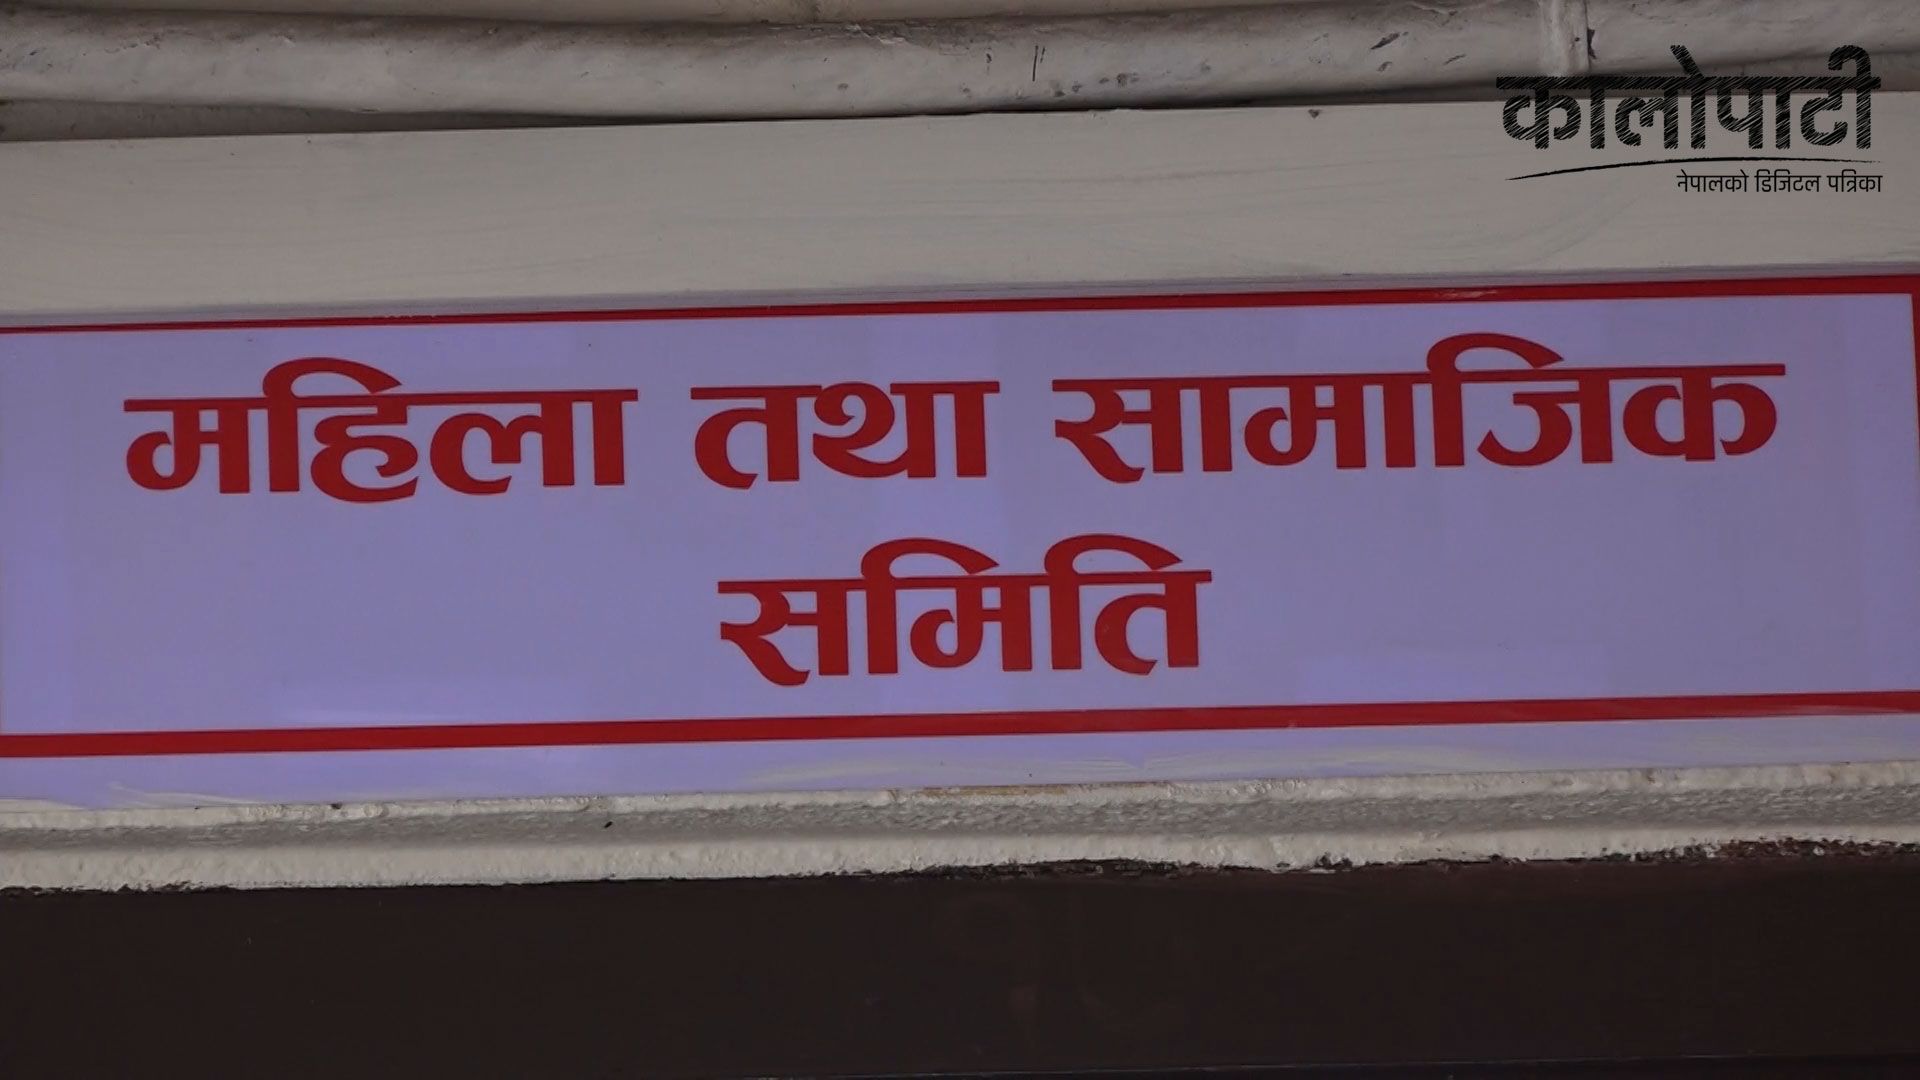 कालोपाटी
नेपालको डिजिटल पत्रिका
महिला तथा सामाजिक
समिति